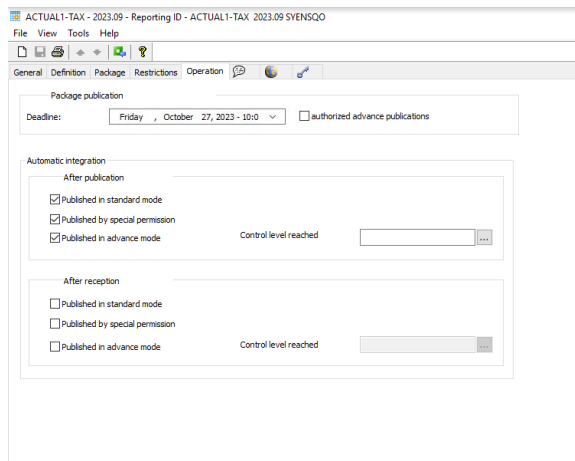 ACTUAL1-TAX - 2023.09 - Reporting ID - ACTUAL1-TAX 2023.09 SYENSQO
File View Tools Help
General Definition Package Restrictions Operation
Package publication
Deadline: Friday , October 27, 2023 - 10:0 authorized advance publications
Automatic integration
After publication
Published in standard mode
Published by special permission
Published in advance mode Control level reached ...
After reception
Published in standard mode
Published by special permission
Published in advance mode Control level reached ...